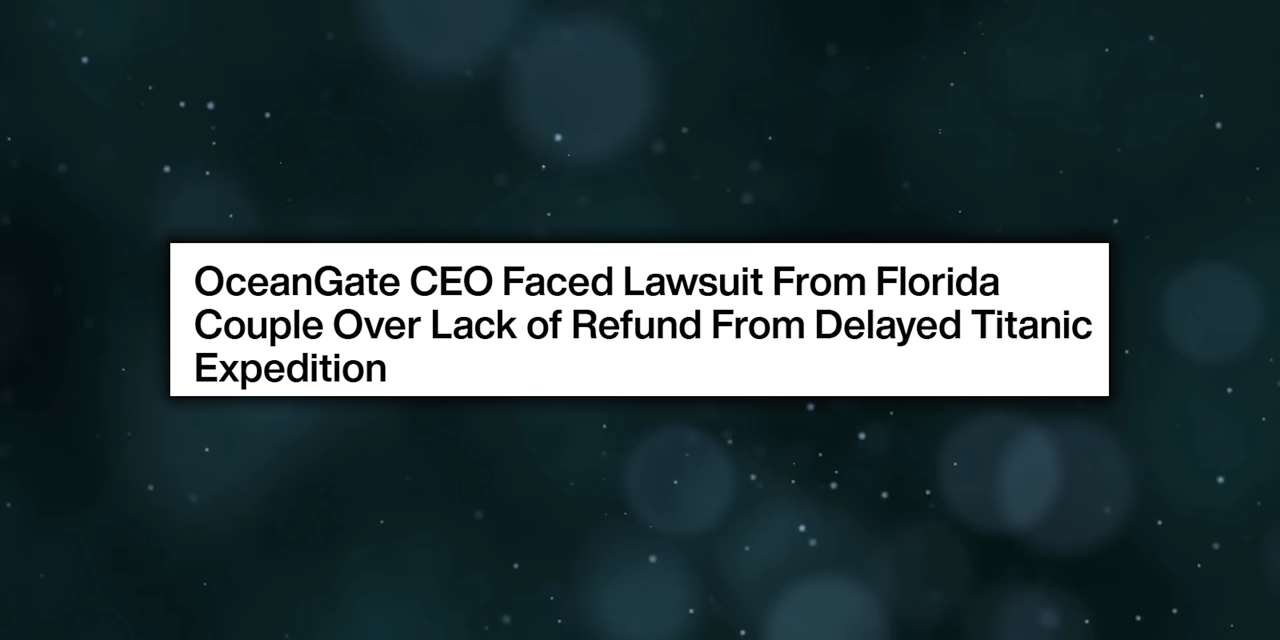 OceanGate CEO Faced Lawsuit From Florida
Couple Over Lack of Refund From Delayed Titanic
Expedition